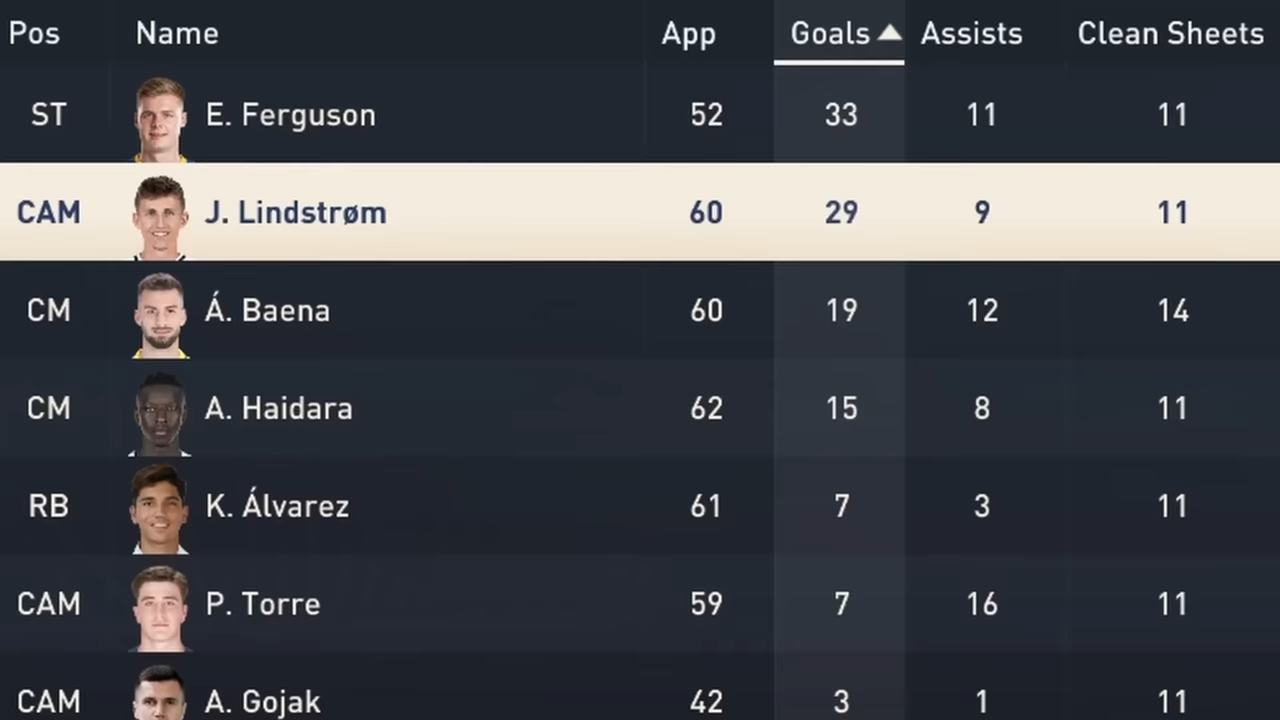 Pos Name App Goals Assists Clean Sheets
ST E. Ferguson 52 33 11 11
CAM J. Lindstrøm 60 29 9 11
CM Á. Baena 60 19 12 14
CM A. Haidara 62 15 8 11
RB K. Álvarez 61 7 3 11
CAM P. Torre 59 7 16 11
CAM A. Gojak 42 3 1 11